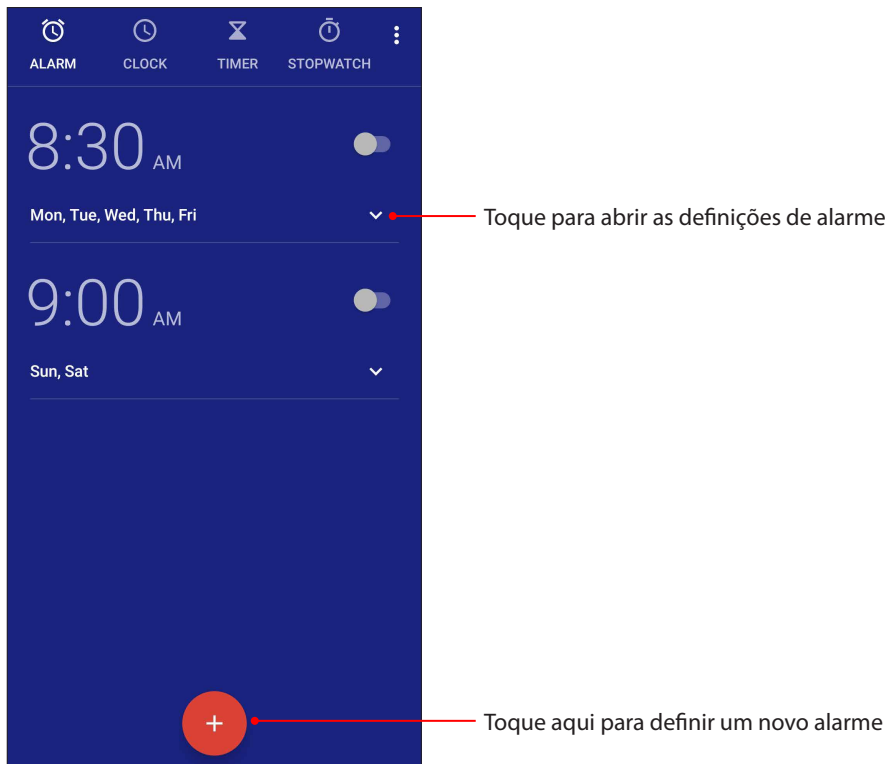 ALARM CLOCK TIMER STOPWATCH
8:30 AM
Mon, Tue, Wed, Thu, Fri
Toque para abrir as definições de alarme
9:00 AM
Sun, Sat
+
Toque aqui para definir um novo alarme